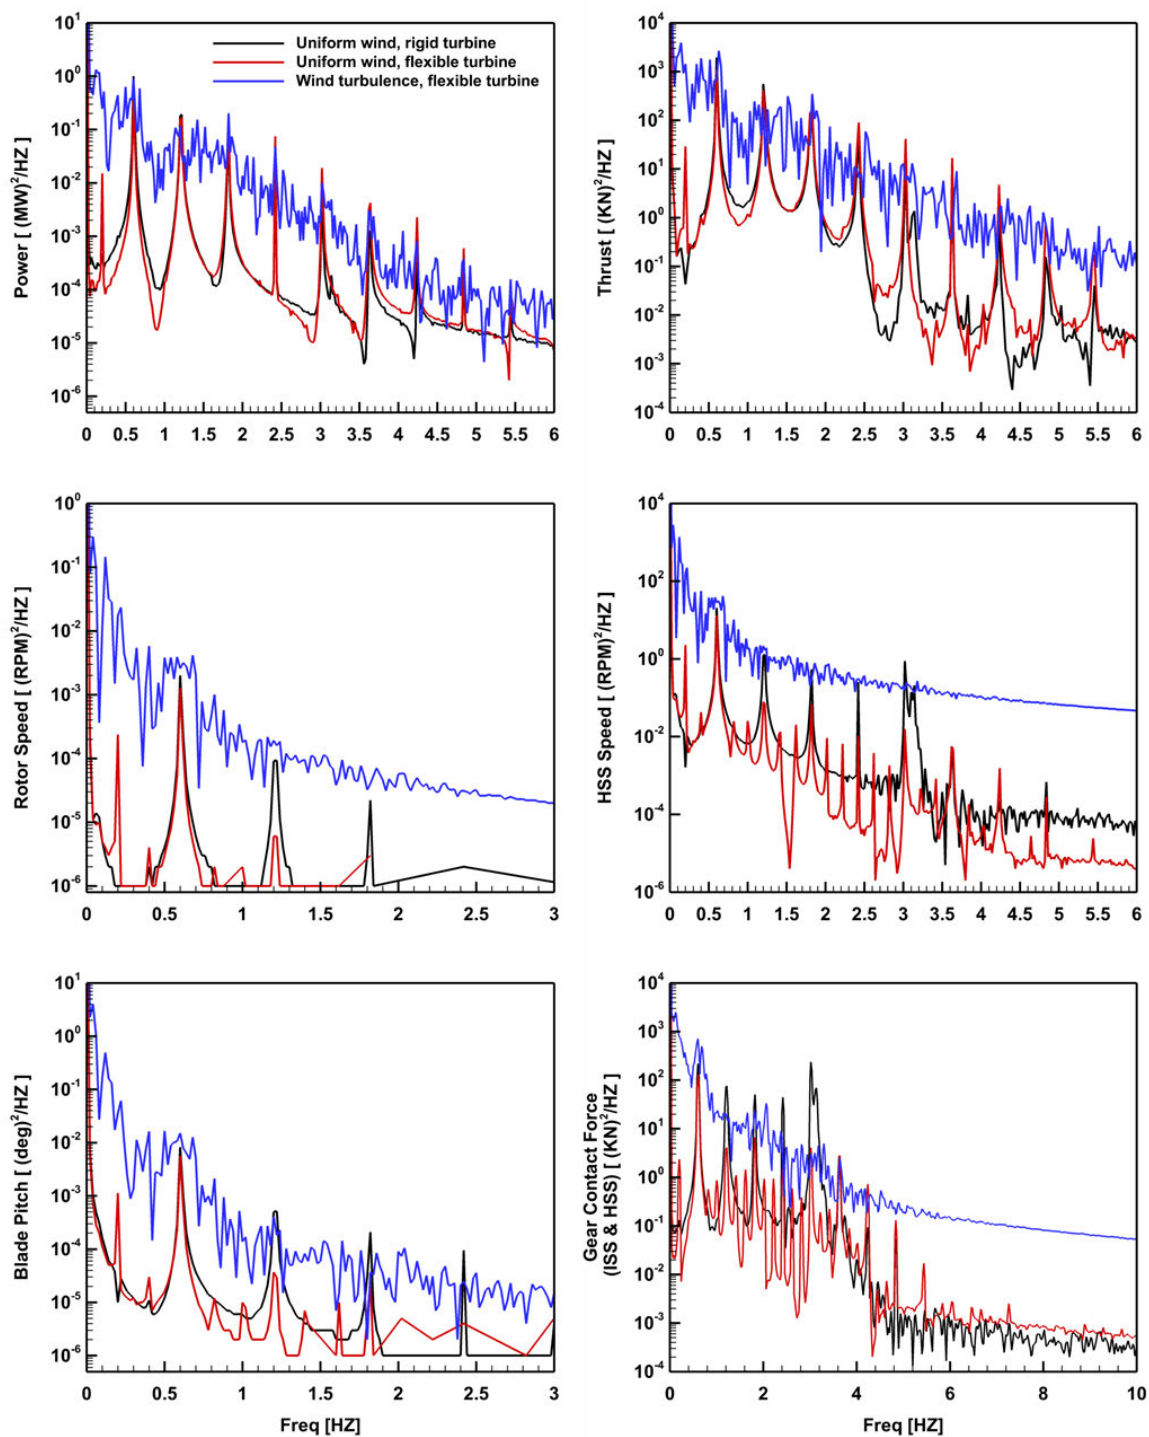 Power [ (MW)²/HZ ]
10¹
10⁰
10⁻¹
10⁻²
10⁻³
10⁻⁴
10⁻⁵
10⁻⁶
Uniform wind, rigid turbine
Uniform wind, flexible turbine
Wind turbulence, flexible turbine
0 0.5 1 1.5 2 2.5 3 3.5 4 4.5 5 5.5 6
Thrust [ (KN)²/HZ ]
10⁴
10³
10²
10¹
10⁰
10⁻¹
10⁻²
10⁻³
10⁻⁴
0 0.5 1 1.5 2 2.5 3 3.5 4 4.5 5 5.5 6
Rotor Speed [ (RPM)²/HZ ]
10⁰
10⁻¹
10⁻²
10⁻³
10⁻⁴
10⁻⁵
10⁻⁶
0 0.5 1 1.5 2 2.5 3
HSS Speed [ (RPM)²/HZ ]
10⁴
10²
10⁰
10⁻²
10⁻⁴
10⁻⁶
0 0.5 1 1.5 2 2.5 3 3.5 4 4.5 5 5.5 6
Blade Pitch [ (deg)²/HZ ]
10¹
10⁰
10⁻¹
10⁻²
10⁻³
10⁻⁴
10⁻⁵
10⁻⁶
0 0.5 1 1.5 2 2.5 3
Freq [HZ]
Gear Contact Force
(ISS & HSS) [ (KN)²/HZ ]
10⁴
10³
10²
10¹
10⁰
10⁻¹
10⁻²
10⁻³
10⁻⁴
0 2 4 6 8 10
Freq [HZ]